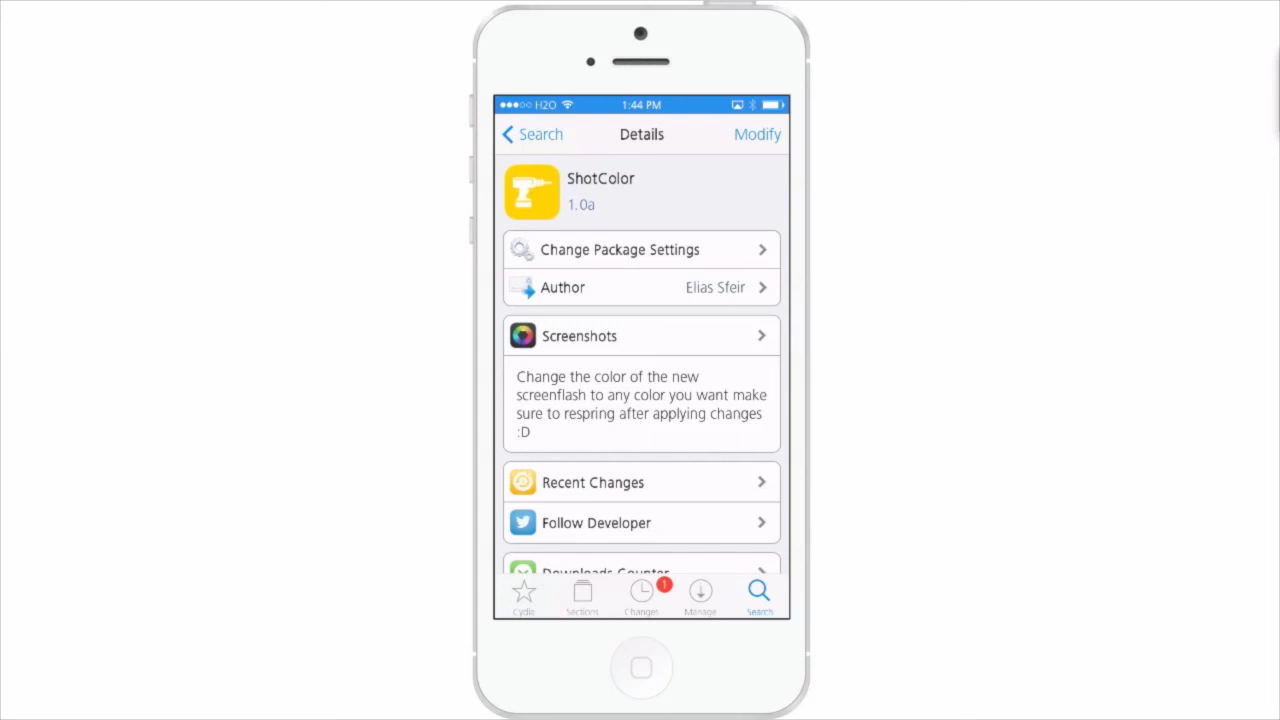 H2O 1:44 PM
Search Details Modify
ShotColor
1.0a
Change Package Settings
Author Elias Sfeir
Screenshots
Change the color of the new
screenflash to any color you want make
sure to respring after applying changes
:D
Recent Changes
Follow Developer
Downloads Counter
1
Cydia Sections Changes Manage Search